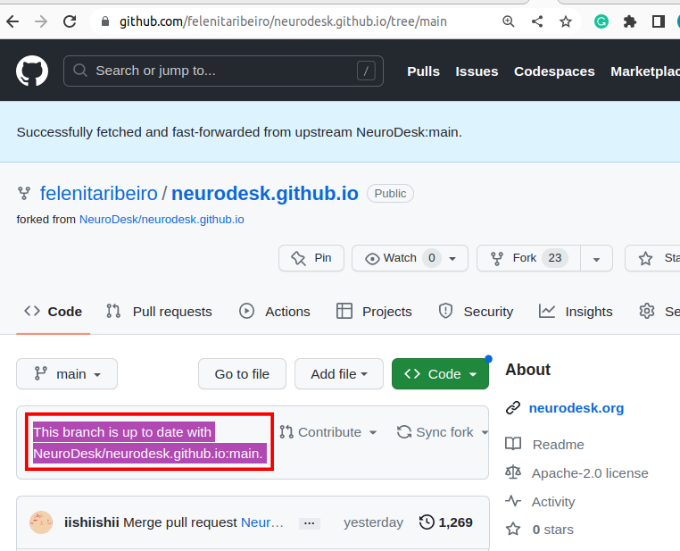 github.com/felenitaribeiro/neurodesk.github.io/tree/main
Search or jump to... /
Pulls Issues Codespaces Marketplac
Successfully fetched and fast-forwarded from upstream NeuroDesk:main.
felenitaribeiro/neurodesk.github.io Public
forked from NeuroDesk/neurodesk.github.io
Pin Watch 0 Fork 23 Sta
Code Pull requests Actions Projects Security Insights Se
main Go to file Add file Code
About
neurodesk.org
This branch is up to date with
NeuroDesk/neurodesk.github.io:main.
Contribute Sync fork
Readme
Apache-2.0 license
Activity
0 stars
iishiishii Merge pull request Neur… ... yesterday 1,269